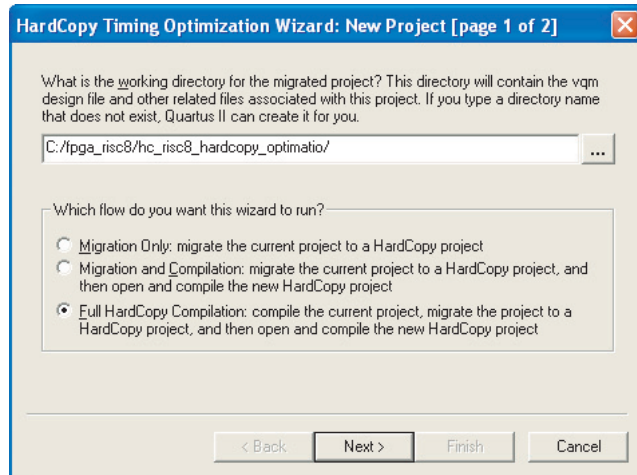 HardCopy Timing Optimization Wizard: New Project [page 1 of 2]
What is the working directory for the migrated project? This directory will contain the vqm
design file and other related files associated with this project. If you type a directory name
that does not exist, Quartus II can create it for you.
C:/fpga_risc8/hc_risc8_hardcopy_optimatio/
...
Which flow do you want this wizard to run?
Migration Only: migrate the current project to a HardCopy project
Migration and Compilation: migrate the current project to a HardCopy project, and
then open and compile the new HardCopy project
Full HardCopy Compilation: compile the current project, migrate the project to a
HardCopy project, and then open and compile the new HardCopy project
< Back Next > Finish Cancel